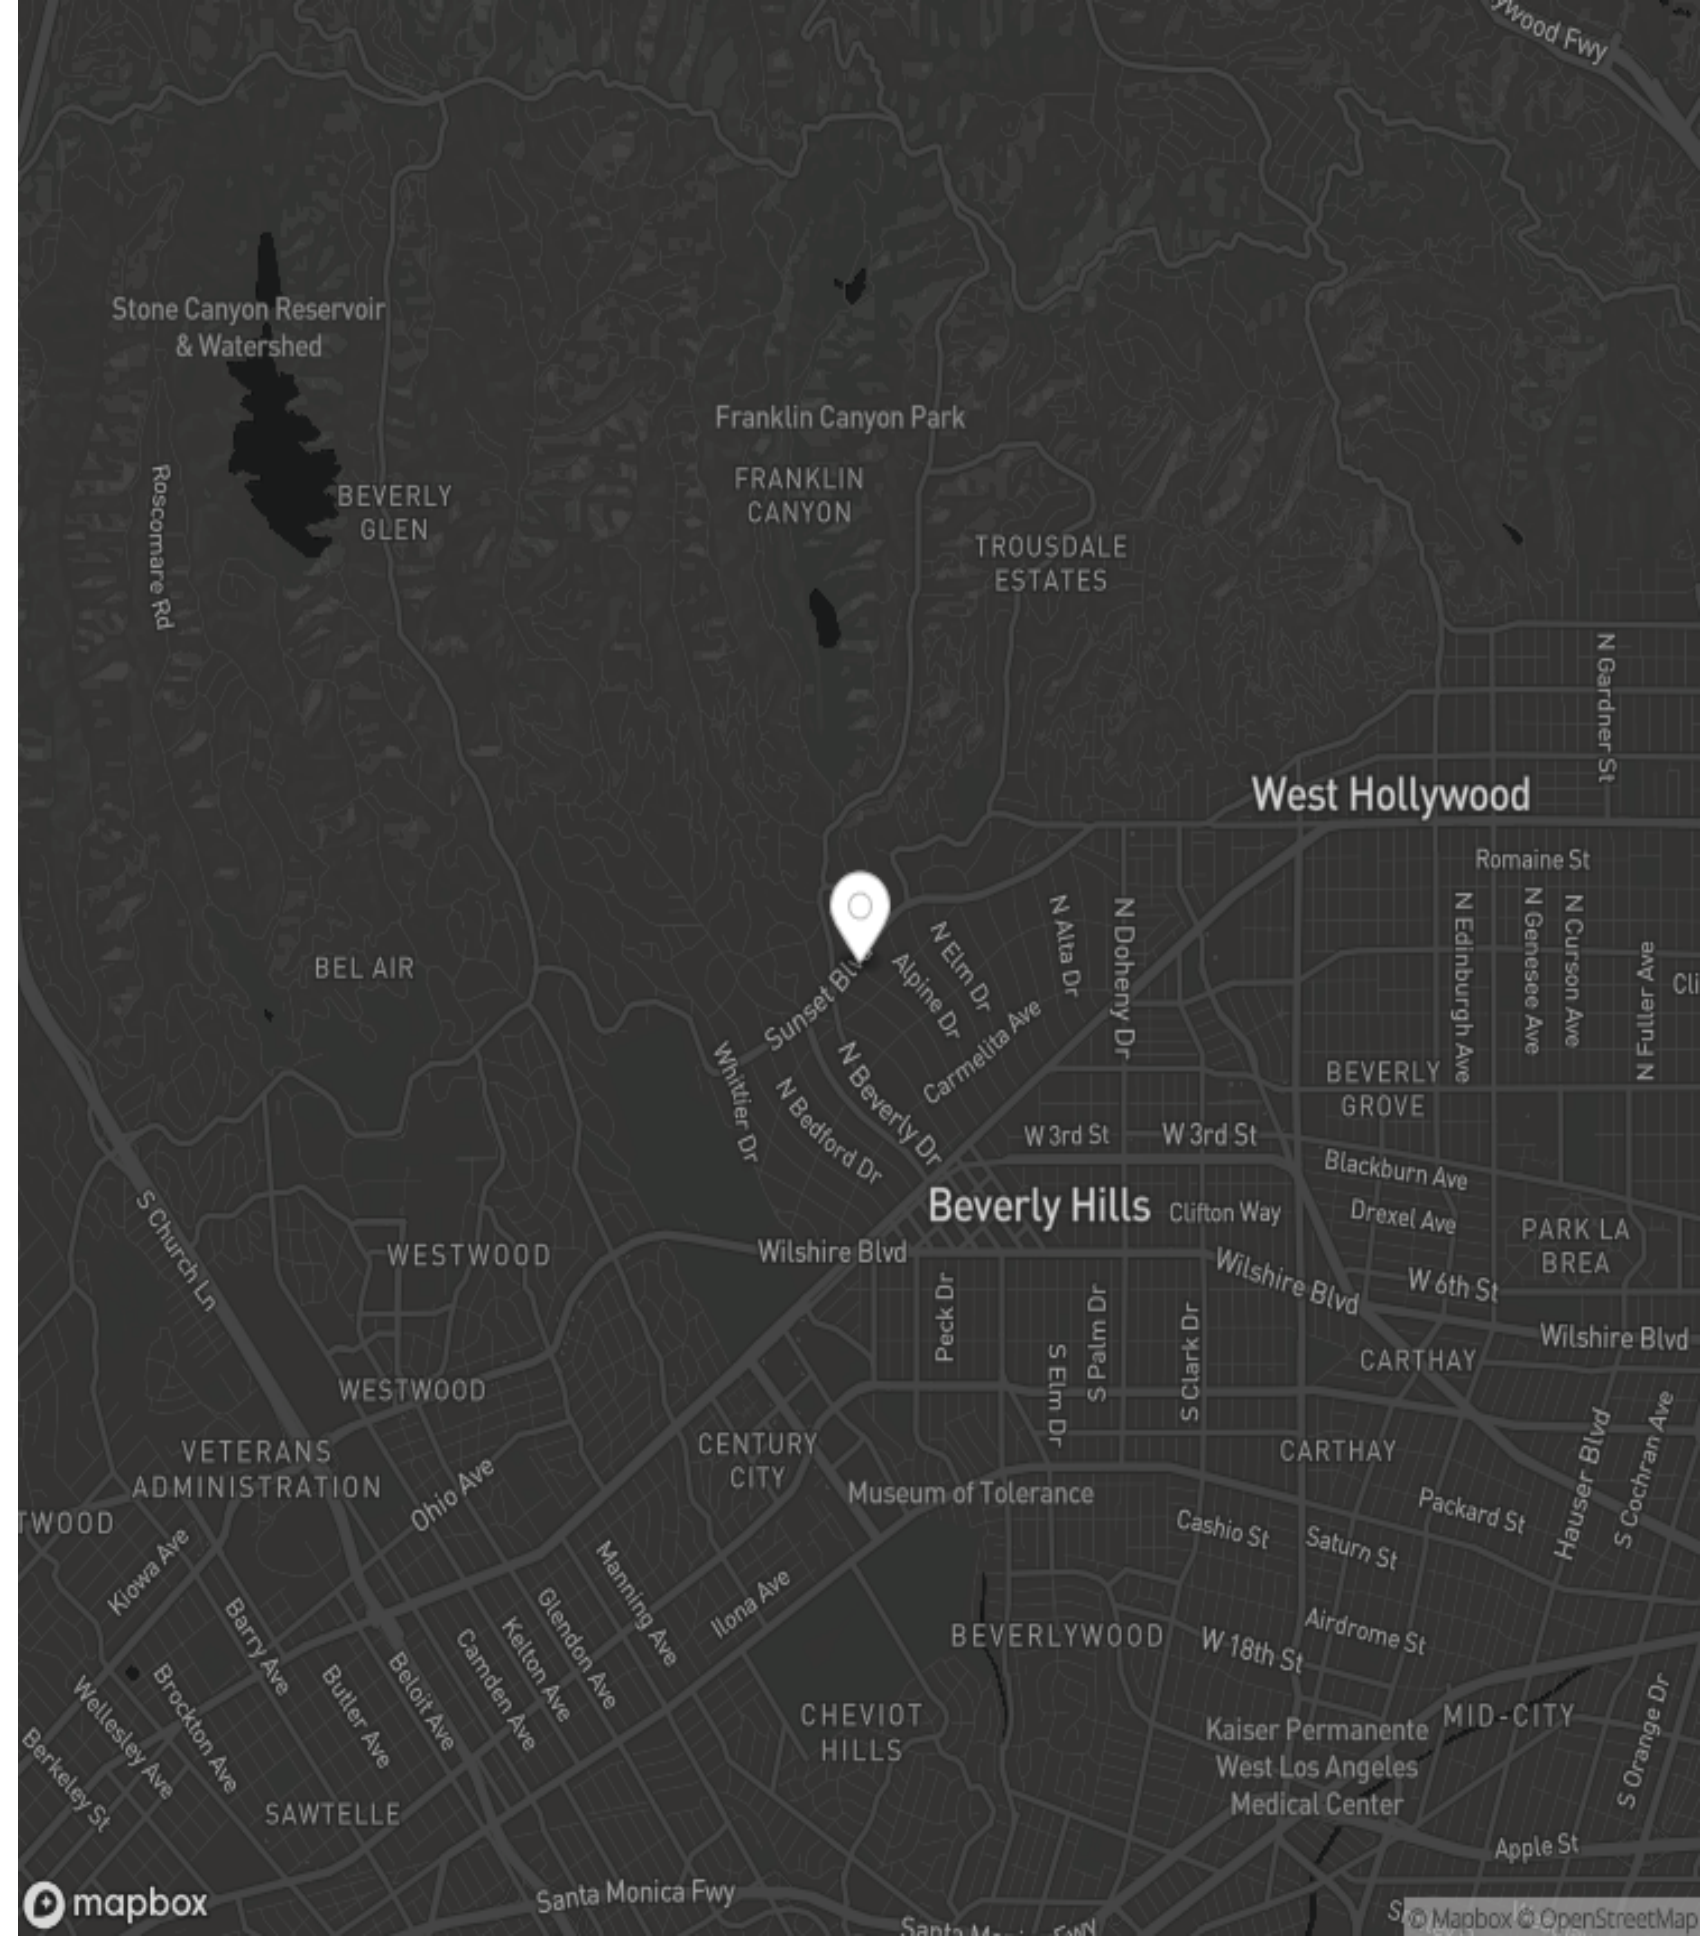 ywood Fwy
Stone Canyon Reservoir
& Watershed
Franklin Canyon Park
FRANKLIN
CANYON
Roscomare Rd
BEVERLY
GLEN
TROUSDALE
ESTATES
N Gardner St
West Hollywood
Romaine St
N Edinburgh Ave
N Genesee Ave
N Curson Ave
N Fuller Ave
Cli
N Alta Dr
N Doheny Dr
N Elm Dr
Alpine Dr
BEL AIR
Sunset Blvd
Carmelita Ave
Whittier Dr
N Bedford Dr
N Beverly Dr
BEVERLY
GROVE
W 3rd St
W 3rd St
Blackburn Ave
Beverly Hills
Clifton Way
Drexel Ave
PARK LA
BREA
S Church Ln
WESTWOOD
Wilshire Blvd
Wilshire Blvd
W 6th St
Wilshire Blvd
Peck Dr
S Elm Dr
S Palm Dr
S Clark Dr
CARTHAY
WESTWOOD
VETERANS
ADMINISTRATION
CENTURY
CITY
CARTHAY
Hauser Blvd
S Cochran Ave
Ohio Ave
Museum of Tolerance
Packard St
TWOOD
Cashio St
Saturn St
Kiowa Ave
Manning Ave
Ilona Ave
Glendon Ave
Kelton Ave
Camden Ave
Barry Ave
Beloit Ave
Butler Ave
Brockton Ave
Wellesley Ave
Berkeley St
BEVERLYWOOD
Airdrome St
W 18th St
CHEVIOT
HILLS
Kaiser Permanente
West Los Angeles
Medical Center
MID-CITY
S Orange Dr
SAWTELLE
Apple St
Santa Monica Fwy
mapbox
© Mapbox © OpenStreetMap